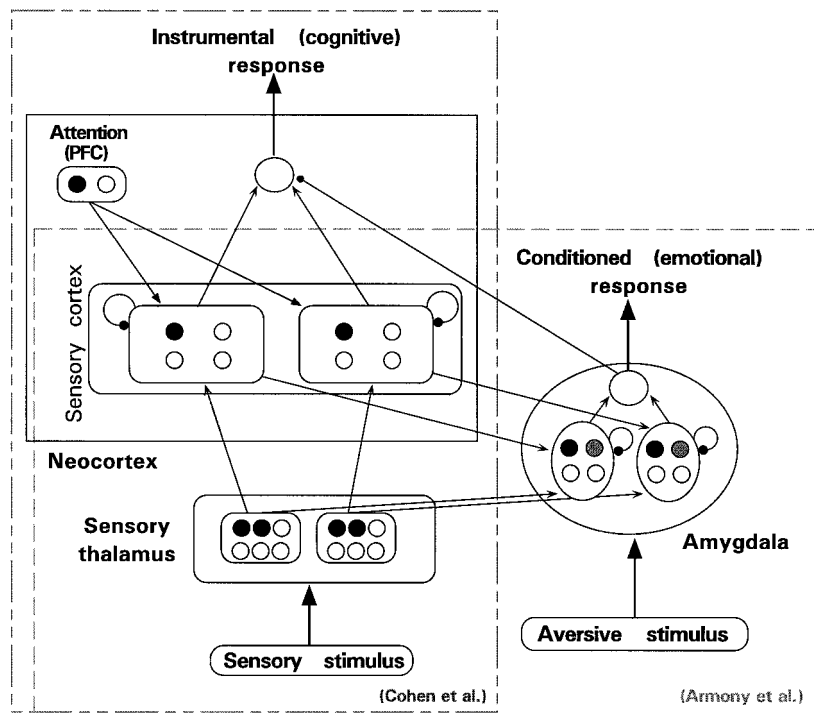 Instrumental (cognitive)
response
Attention
(PFC)
Conditioned (emotional)
response
Sensory cortex
Neocortex
Sensory
thalamus
Amygdala
Sensory stimulus
Aversive stimulus
(Cohen et al.)
(Armony et al.)